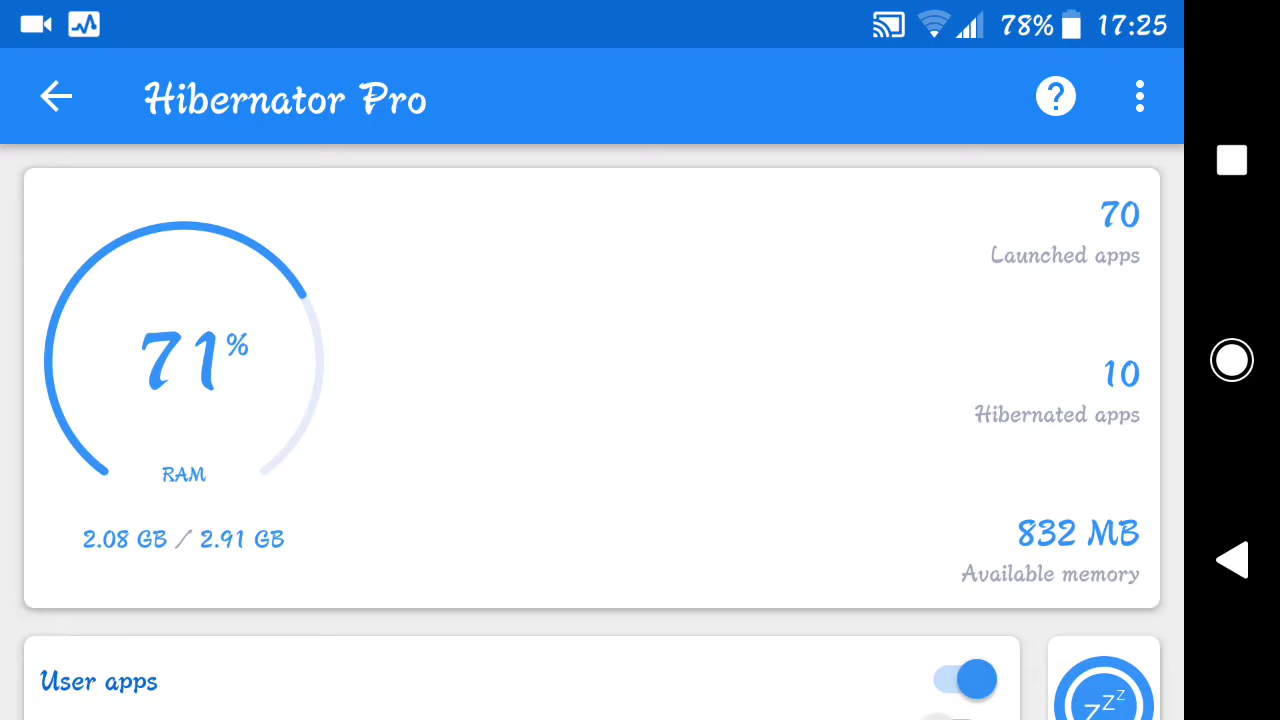 78% 17:25
Hibernator Pro ?
70
Launched apps
71%
10
Hibernated apps
RAM
2.08 GB / 2.91 GB
832 MB
Available memory
User apps
zZZ